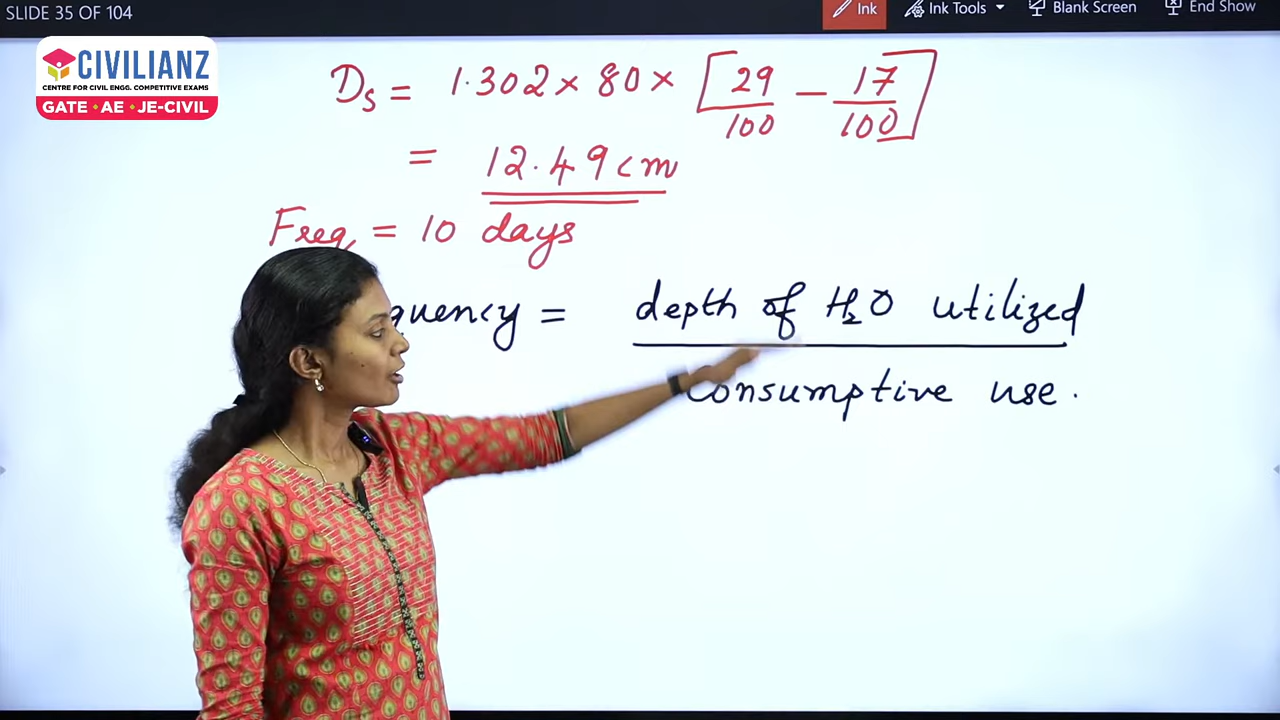 SLIDE 35 OF 104
Ink
Ink Tools
Blank Screen
End Show
CIVILIANZ
CENTRE FOR CIVIL ENGG. COMPETITIVE EXAMS
GATE • AE • JE-CIVIL
Ds = 1.302 × 80 × [29/100 − 17/100]
= 12.49 cm
Freq = 10 days
quency = depth of H₂O utilized
consumptive use.